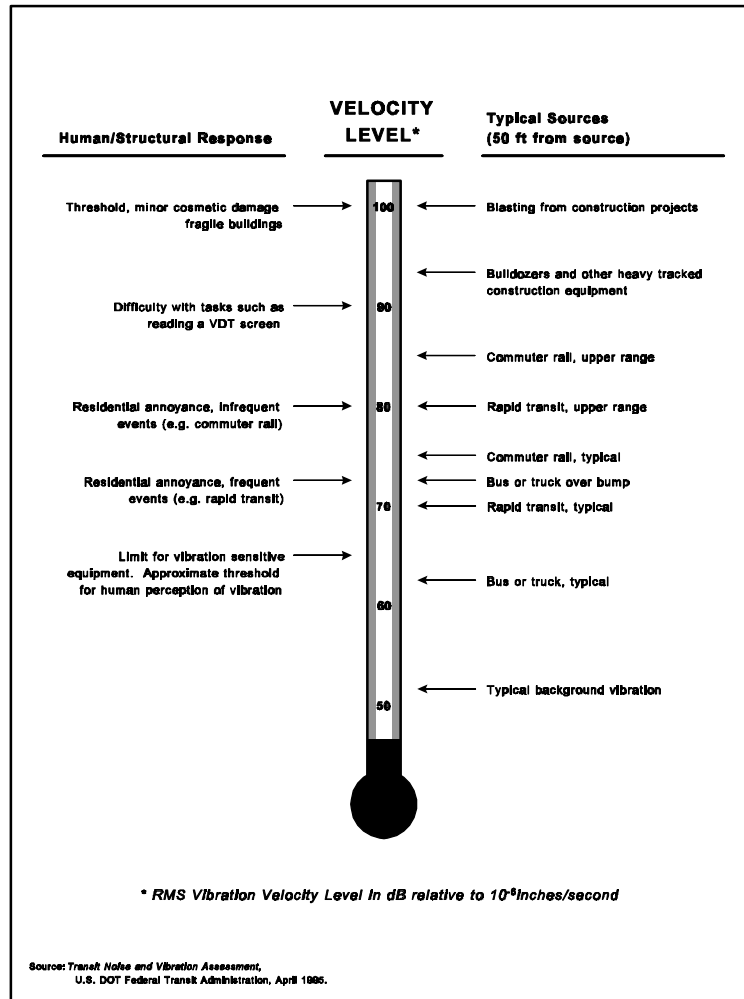 VELOCITY
LEVEL*
Human/Structural Response
Typical Sources
(50 ft from source)
Threshold, minor cosmetic damage
fragile buildings
100
Blasting from construction projects
Bulldozers and other heavy tracked
construction equipment
Difficulty with tasks such as
reading a VDT screen
90
Commuter rail, upper range
Residential annoyance, infrequent
events (e.g. commuter rail)
80
Rapid transit, upper range
Commuter rail, typical
Residential annoyance, frequent
events (e.g. rapid transit)
Bus or truck over bump
70
Rapid transit, typical
Limit for vibration sensitive
equipment. Approximate threshold
for human perception of vibration
Bus or truck, typical
60
Typical background vibration
50
* RMS Vibration Velocity Level in dB relative to 10⁻⁶ inches/second
Source: Transit Noise and Vibration Assessment,
U.S. DOT Federal Transit Administration, April 1995.